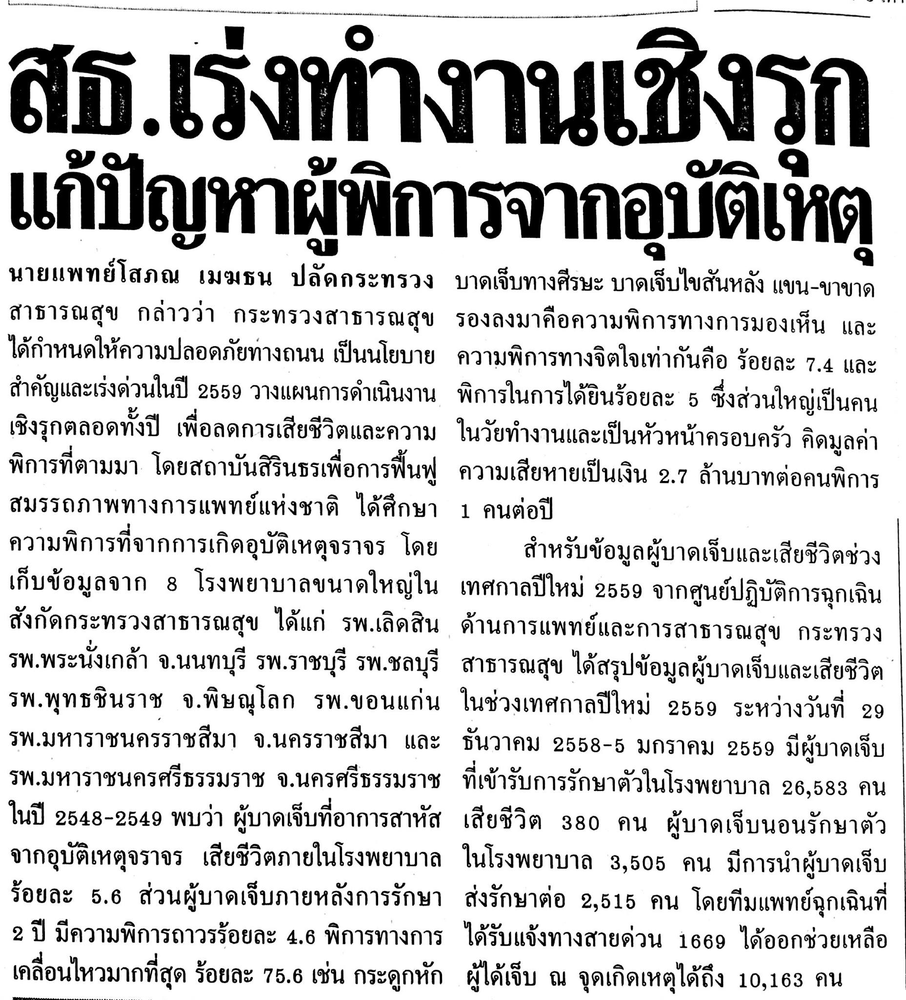 สธ.เร่งทำงานเชิงรุก
แก้ปัญหาผู้พิการจากอุบัติเหตุ
นายแพทย์โสภณ เมฆธน ปลัดกระทรวง
สาธารณสุข กล่าวว่า กระทรวงสาธารณสุข
ได้กำหนดให้ความปลอดภัยทางถนน เป็นนโยบาย
สำคัญและเร่งด่วนในปี 2559 วางแผนการดำเนินงาน
เชิงรุกตลอดทั้งปี เพื่อลดการเสียชีวิตและความ
พิการที่ตามมา โดยสถาบันสิรินธรเพื่อการฟื้นฟู
สมรรถภาพทางการแพทย์แห่งชาติ ได้ศึกษา
ความพิการที่จากการเกิดอุบัติเหตุจราจร โดย
เก็บข้อมูลจาก 8 โรงพยาบาลขนาดใหญ่ใน
สังกัดกระทรวงสาธารณสุข ได้แก่ รพ.เลิดสิน
รพ.พระนั่งเกล้า จ.นนทบุรี รพ.ราชบุรี รพ.ชลบุรี
รพ.พุทธชินราช จ.พิษณุโลก รพ.ขอนแก่น
รพ.มหาราชนครราชสีมา จ.นครราชสีมา และ
รพ.มหาราชนครศรีธรรมราช จ.นครศรีธรรมราช
ในปี 2548-2549 พบว่า ผู้บาดเจ็บที่อาการสาหัส
จากอุบัติเหตุจราจร เสียชีวิตภายในโรงพยาบาล
ร้อยละ 5.6 ส่วนผู้บาดเจ็บภายหลังการรักษา
2 ปี มีความพิการถาวรร้อยละ 4.6 พิการทางการ
เคลื่อนไหวมากที่สุด ร้อยละ 75.6 เช่น กระดูกหัก
บาดเจ็บทางศีรษะ บาดเจ็บไขสันหลัง แขน-ขาขาด
รองลงมาคือความพิการทางการมองเห็น และ
ความพิการทางจิตใจเท่ากันคือ ร้อยละ 7.4 และ
พิการในการได้ยินร้อยละ 5 ซึ่งส่วนใหญ่เป็นคน
ในวัยทำงานและเป็นหัวหน้าครอบครัว คิดมูลค่า
ความเสียหายเป็นเงิน 2.7 ล้านบาทต่อคนพิการ
1 คนต่อปี
สำหรับข้อมูลผู้บาดเจ็บและเสียชีวิตช่วง
เทศกาลปีใหม่ 2559 จากศูนย์ปฏิบัติการฉุกเฉิน
ด้านการแพทย์และการสาธารณสุข กระทรวง
สาธารณสุข ได้สรุปข้อมูลผู้บาดเจ็บและเสียชีวิต
ในช่วงเทศกาลปีใหม่ 2559 ระหว่างวันที่ 29
ธันวาคม 2558-5 มกราคม 2559 มีผู้บาดเจ็บ
ที่เข้ารับการรักษาตัวในโรงพยาบาล 26,583 คน
เสียชีวิต 380 คน ผู้บาดเจ็บนอนรักษาตัว
ในโรงพยาบาล 3,505 คน มีการนำผู้บาดเจ็บ
ส่งรักษาต่อ 2,515 คน โดยทีมแพทย์ฉุกเฉินที่
ได้รับแจ้งทางสายด่วน 1669 ได้ออกช่วยเหลือ
ผู้ได้เจ็บ ณ จุดเกิดเหตุได้ถึง 10,163 คน